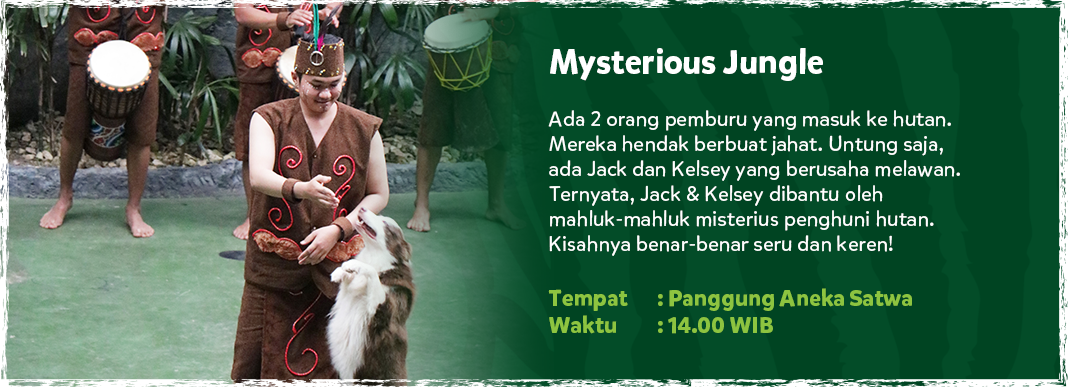 Mysterious Jungle
Ada 2 orang pemburu yang masuk ke hutan.
Mereka hendak berbuat jahat. Untung saja,
ada Jack dan Kelsey yang berusaha melawan.
Ternyata, Jack & Kelsey dibantu oleh
mahluk-mahluk misterius penghuni hutan.
Kisahnya benar-benar seru dan keren!
Tempat : Panggung Aneka Satwa
Waktu : 14.00 WIB